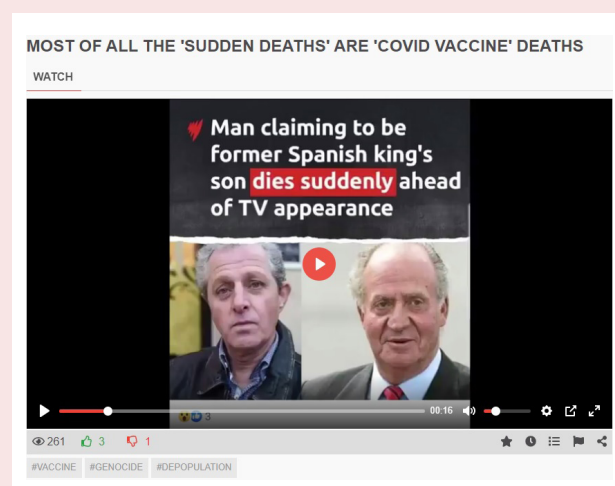 MOST OF ALL THE 'SUDDEN DEATHS' ARE 'COVID VACCINE' DEATHS
WATCH
Man claiming to be
former Spanish king's
son dies suddenly ahead
of TV appearance
3
00:16
261 3 1
#VACCINE #GENOCIDE #DEPOPULATION